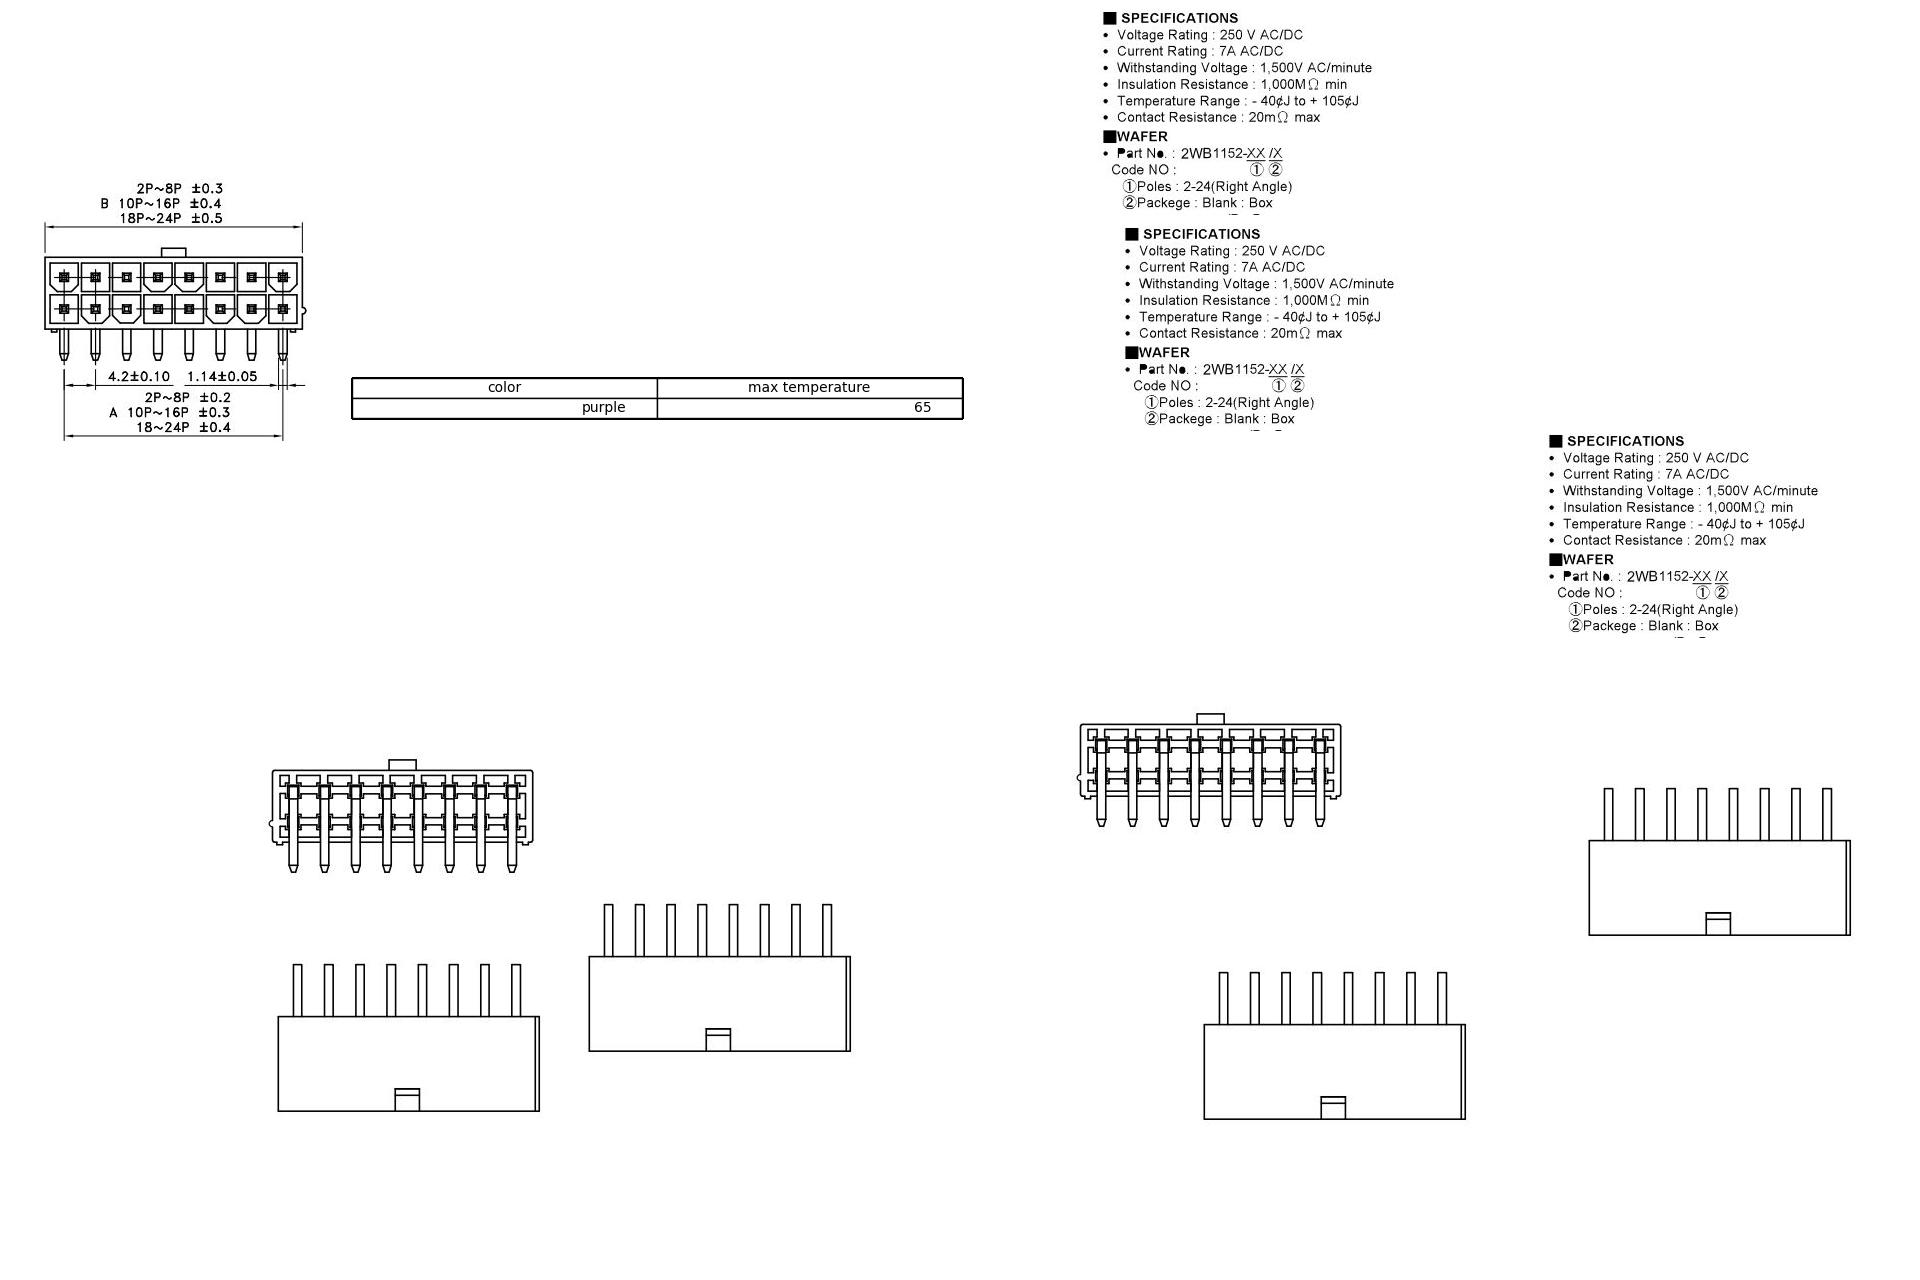 ■ SPECIFICATIONS
• Voltage Rating : 250 V AC/DC
• Current Rating : 7A AC/DC
• Withstanding Voltage : 1,500V AC/minute
• Insulation Resistance : 1,000MΩ min
• Temperature Range : - 40¢J to + 105¢J
• Contact Resistance : 20mΩ max
■WAFER
• Part No. : 2WB1152-XX /X
Code NO : ① ②
①Poles : 2-24(Right Angle)
②Packege : Blank : Box
2P~8P ±0.3
B 10P~16P ±0.4
18P~24P ±0.5
4.2±0.10 1.14±0.05
2P~8P ±0.2
A 10P~16P ±0.3
18~24P ±0.4
color max temperature
purple 65
■ SPECIFICATIONS
• Voltage Rating : 250 V AC/DC
• Current Rating : 7A AC/DC
• Withstanding Voltage : 1,500V AC/minute
• Insulation Resistance : 1,000MΩ min
• Temperature Range : - 40¢J to + 105¢J
• Contact Resistance : 20mΩ max
■WAFER
• Part No. : 2WB1152-XX /X
Code NO : ① ②
①Poles : 2-24(Right Angle)
②Packege : Blank : Box
■ SPECIFICATIONS
• Voltage Rating : 250 V AC/DC
• Current Rating : 7A AC/DC
• Withstanding Voltage : 1,500V AC/minute
• Insulation Resistance : 1,000MΩ min
• Temperature Range : - 40¢J to + 105¢J
• Contact Resistance : 20mΩ max
■WAFER
• Part No. : 2WB1152-XX /X
Code NO : ① ②
①Poles : 2-24(Right Angle)
②Packege : Blank : Box